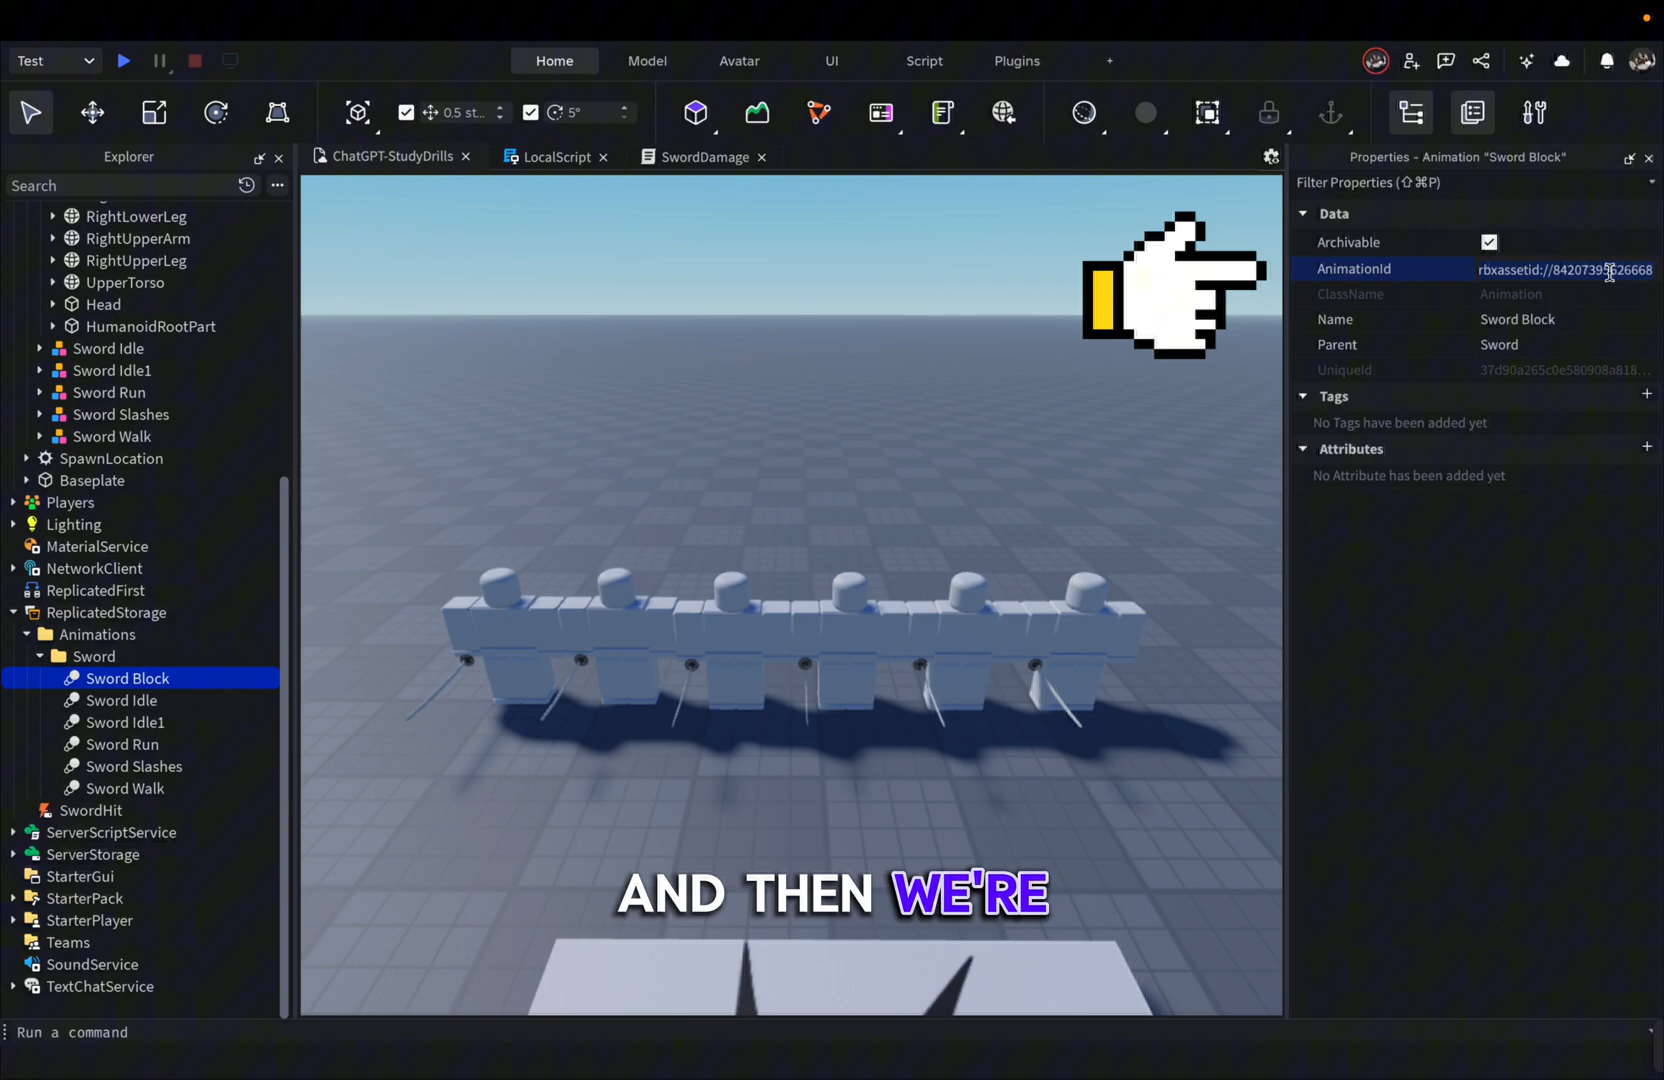 Test
Home
Model
Avatar
UI
Script
Plugins
+
0.5 st...
5°
Explorer
ChatGPT-StudyDrills
LocalScript
SwordDamage
Properties - Animation "Sword Block"
Search
Filter Properties (⇧⌘P)
RightLowerLeg
RightUpperArm
RightUpperLeg
UpperTorso
Head
HumanoidRootPart
Sword Idle
Sword Idle1
Sword Run
Sword Slashes
Sword Walk
SpawnLocation
Baseplate
Players
Lighting
MaterialService
NetworkClient
ReplicatedFirst
ReplicatedStorage
Animations
Sword
Sword Block
Sword Idle
Sword Idle1
Sword Run
Sword Slashes
Sword Walk
SwordHit
ServerScriptService
ServerStorage
StarterGui
StarterPack
StarterPlayer
Teams
SoundService
TextChatService
Data
Archivable
AnimationId
ClassName Animation
Name Sword Block
Parent Sword
UniqueId 37d90a265c0e580908a818...
Tags
No Tags have been added yet
Attributes
No Attribute has been added yet
AND THEN WE'RE
Run a command